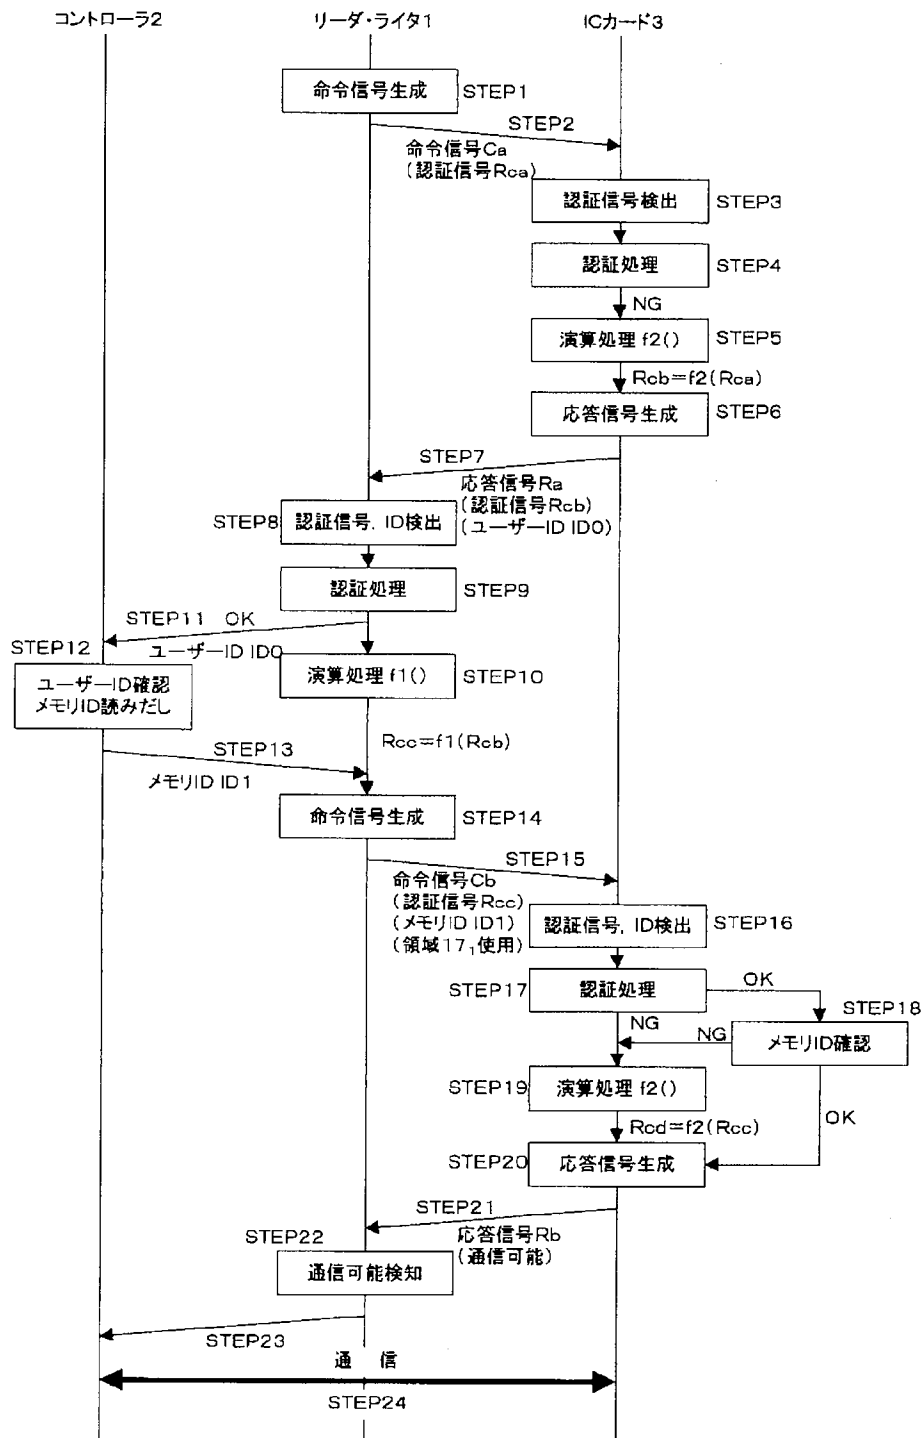 コントローラ2
リーダ・ライタ1
ICカード3
命令信号生成
STEP1
STEP2
命令信号Ca
(認証信号Rca)
認証信号検出
STEP3
認証処理
STEP4
NG
演算処理 f2()
STEP5
Rcb=f2(Rca)
応答信号生成
STEP6
STEP7
応答信号Ra
(認証信号Rcb)
(ユーザーID ID0)
STEP8
認証信号, ID検出
認証処理
STEP9
STEP11 OK
ユーザーID ID0
STEP12
ユーザーID確認
メモリID読みだし
演算処理 f1()
STEP10
Rcc=f1(Rcb)
STEP13
メモリID ID1
命令信号生成
STEP14
STEP15
命令信号Cb
(認証信号Rcc)
(メモリID ID1)
(領域17₁使用)
認証信号, ID検出
STEP16
STEP17
認証処理
OK
STEP18
メモリID確認
NG
NG
STEP19
演算処理 f2()
OK
Rcd=f2(Rcc)
STEP20
応答信号生成
STEP21
応答信号Rb
(通信可能)
STEP22
通信可能検知
STEP23
通 信
STEP24